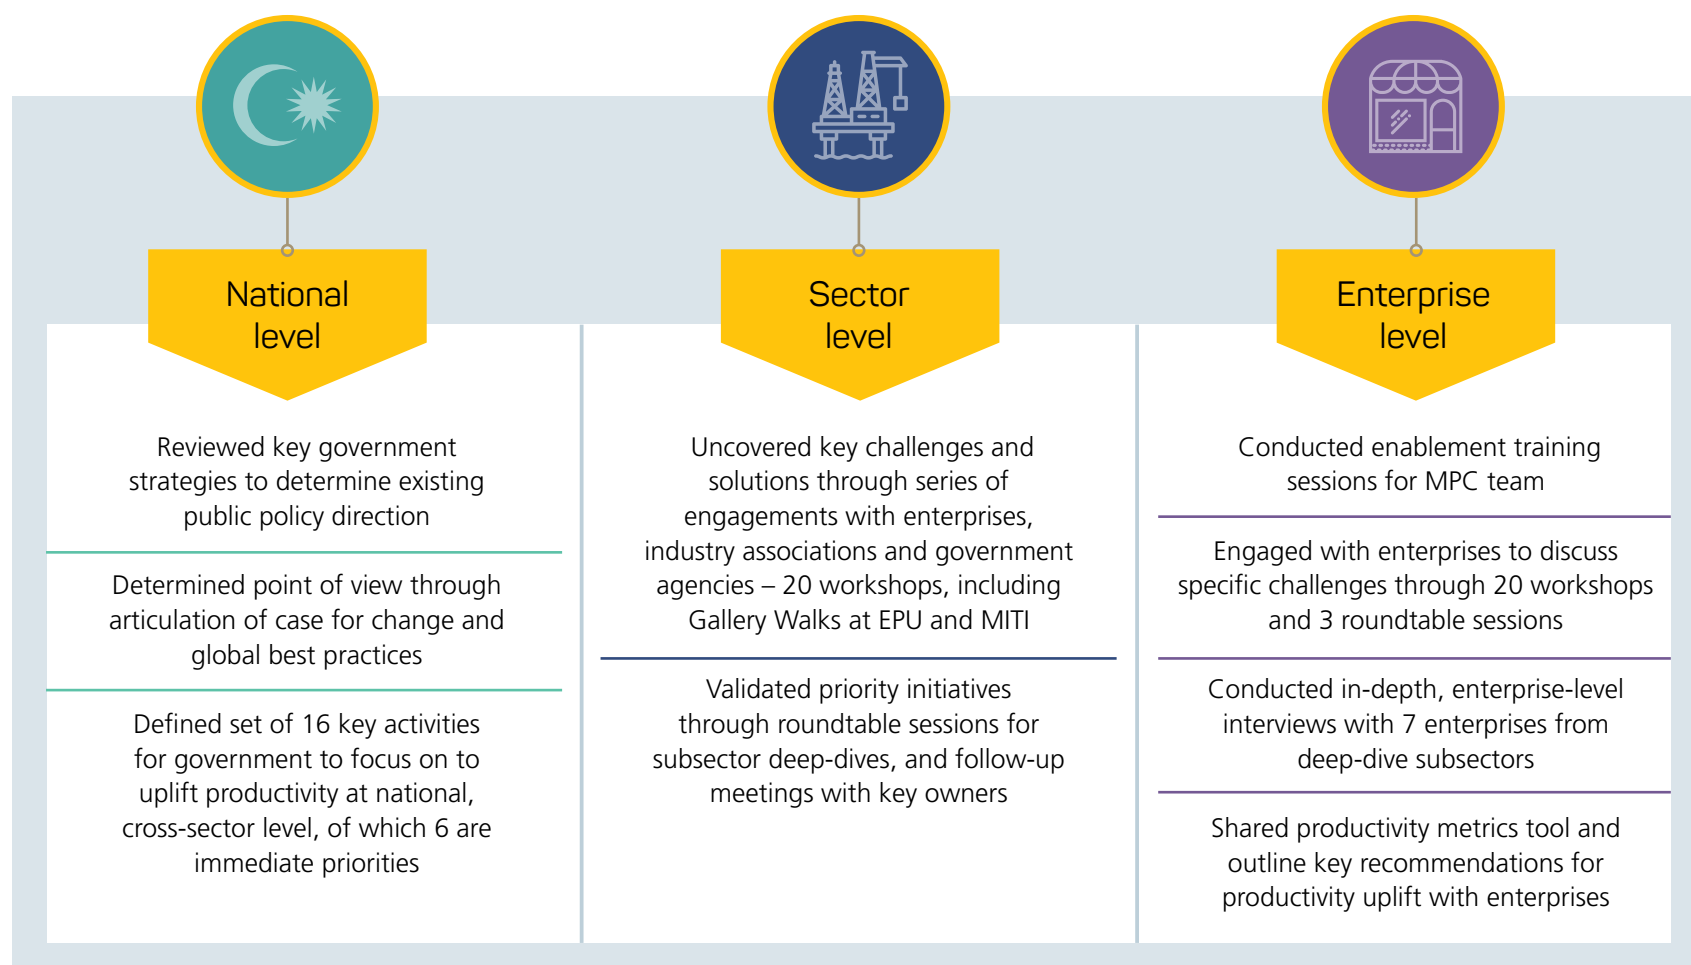 National
level
Reviewed key government
strategies to determine existing
public policy direction
Determined point of view through
articulation of case for change and
global best practices
Defined set of 16 key activities
for government to focus on to
uplift productivity at national,
cross-sector level, of which 6 are
immediate priorities
Sector
level
Uncovered key challenges and
solutions through series of
engagements with enterprises,
industry associations and government
agencies – 20 workshops, including
Gallery Walks at EPU and MITI
Validated priority initiatives
through roundtable sessions for
subsector deep-dives, and follow-up
meetings with key owners
Enterprise
level
Conducted enablement training
sessions for MPC team
Engaged with enterprises to discuss
specific challenges through 20 workshops
and 3 roundtable sessions
Conducted in-depth, enterprise-level
interviews with 7 enterprises from
deep-dive subsectors
Shared productivity metrics tool and
outline key recommendations for
productivity uplift with enterprises